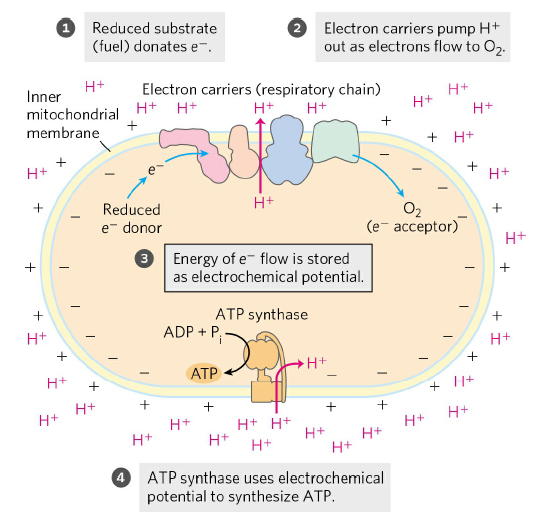 1 Reduced substrate
(fuel) donates e⁻.
2 Electron carriers pump H⁺
out as electrons flow to O₂.
Electron carriers (respiratory chain)
Inner
mitochondrial
membrane
H⁺ H⁺ H⁺ H⁺ H⁺ H⁺ H⁺ H⁺
H⁺ H⁺
+ + + +
e⁻
H⁺
Reduced
e⁻ donor
O₂
(e⁻ acceptor)
H⁺
3 Energy of e⁻ flow is stored
as electrochemical potential.
ATP synthase
ADP + Pᵢ
ATP
H⁺
H⁺ H⁺
H⁺ H⁺
H⁺ H⁺ H⁺ H⁺ H⁺ H⁺ H⁺
H⁺ H⁺ H⁺ H⁺
4 ATP synthase uses electrochemical
potential to synthesize ATP.